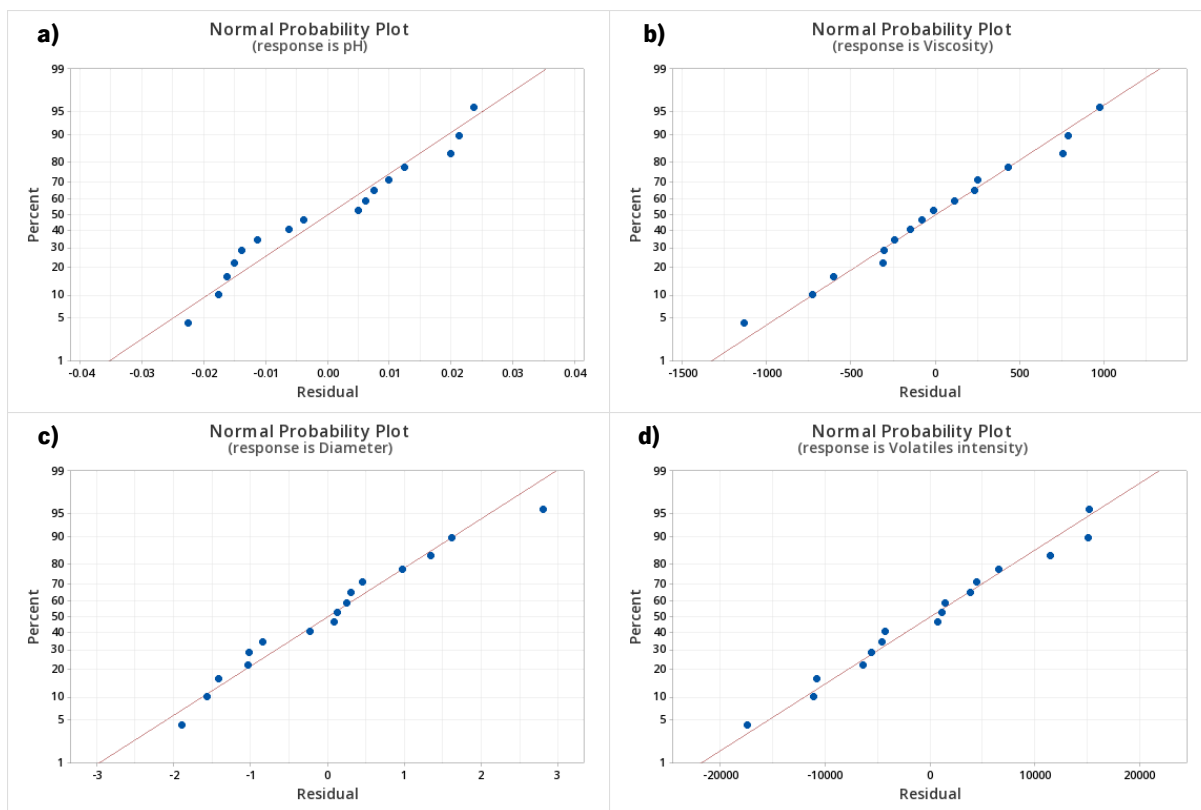 a)
Normal Probability Plot
(response is pH)
99
95
90
80
70
60
50
40
30
20
10
5
1
Percent
-0.04 -0.03 -0.02 -0.01 0.00 0.01 0.02 0.03 0.04
Residual
b)
Normal Probability Plot
(response is Viscosity)
99
95
90
80
70
60
50
40
30
20
10
5
1
Percent
-1500 -1000 -500 0 500 1000
Residual
c)
Normal Probability Plot
(response is Diameter)
99
95
90
80
70
60
50
40
30
20
10
5
1
Percent
-3 -2 -1 0 1 2 3
Residual
d)
Normal Probability Plot
(response is Volatiles intensity)
99
95
90
80
70
60
50
40
30
20
10
5
1
Percent
-20000 -10000 0 10000 20000
Residual